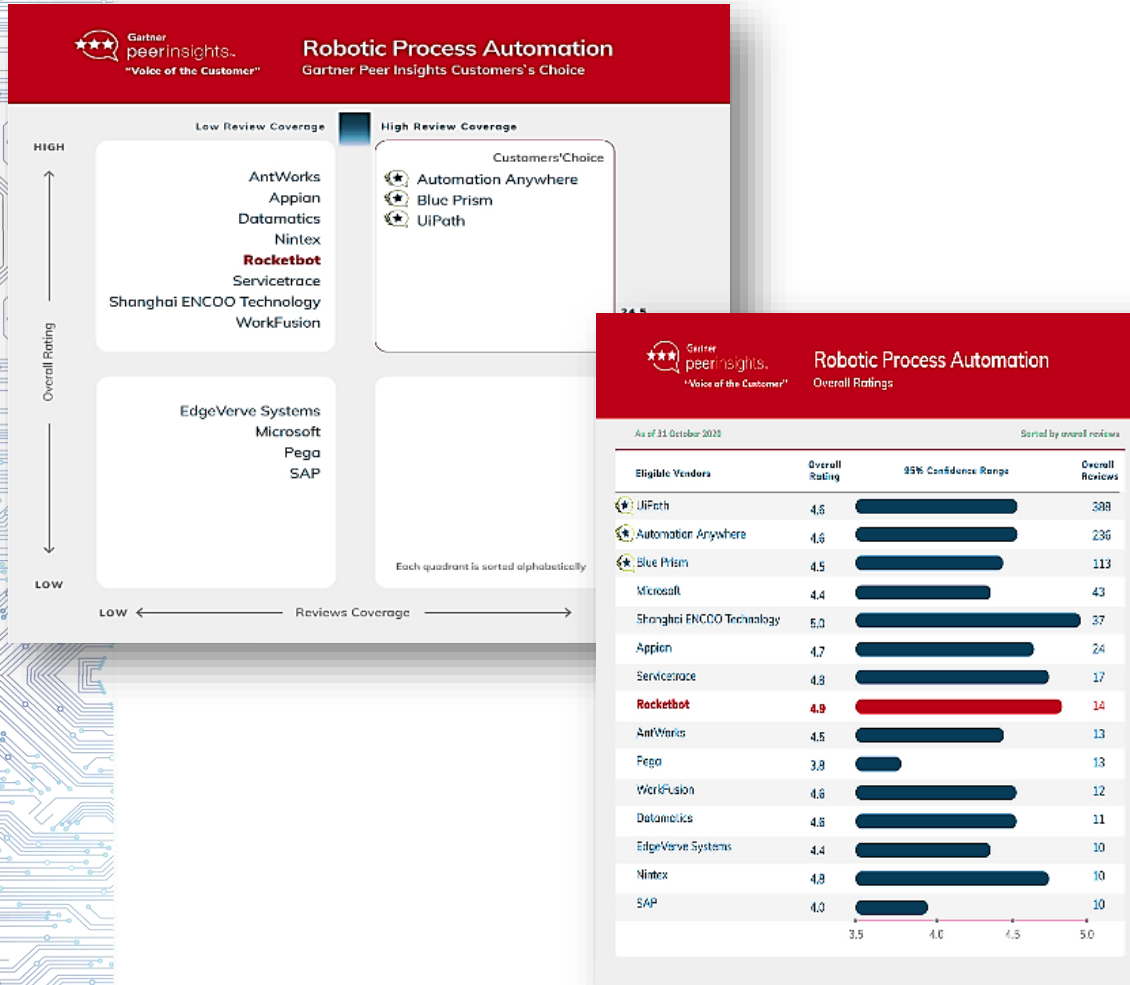 Gartner
peerinsights™
"Voice of the Customer"
Robotic Process Automation
Gartner Peer Insights Customers`s Choice
Low Review Coverage
High Review Coverage
HIGH
Overall Rating
LOW
AntWorks
Appian
Datamatics
Nintex
Rocketbot
Servicetrace
Shanghai ENCOO Technology
WorkFusion
Customers'Choice
Automation Anywhere
Blue Prism
UiPath
EdgeVerve Systems
Microsoft
Pega
SAP
Each quadrant is sorted alphabetically
LOW
Reviews Coverage
Gartner
peerinsights™
"Voice of the Customer"
Robotic Process Automation
Overall Ratings
As of 31 October 2020
Sorted by overall reviews
Eligible Vendors Overall Rating 95% Confidence Range Overall Reviews
UiPath 4.6 388
Automation Anywhere 4.6 236
Blue Prism 4.5 113
Microsoft 4.4 43
Shanghai ENCOO Technology 5.0 37
Appian 4.7 24
Servicetrace 4.8 17
Rocketbot 4.9 14
AntWorks 4.5 13
Pega 3.8 13
WorkFusion 4.6 12
Datamatics 4.6 11
EdgeVerve Systems 4.4 10
Nintex 4.8 10
SAP 4.0 10
3.5 4.0 4.5 5.0